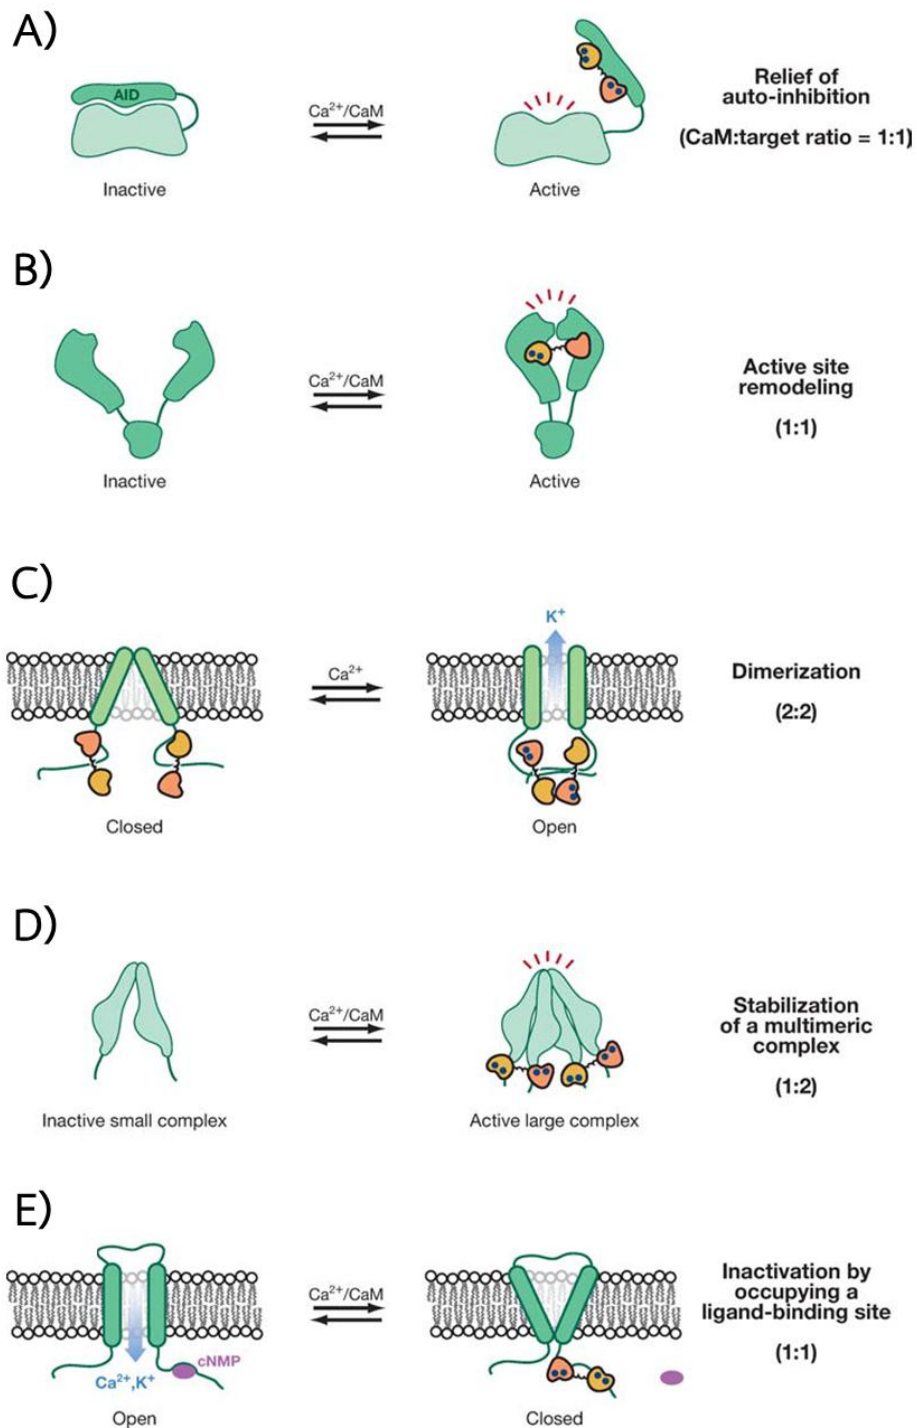 A)
AID
Ca²⁺/CaM
Inactive
Active
Relief of
auto-inhibition
(CaM:target ratio = 1:1)
B)
Ca²⁺/CaM
Inactive
Active
Active site
remodeling
(1:1)
C)
K⁺
Ca²⁺
Closed
Open
Dimerization
(2:2)
D)
Ca²⁺/CaM
Inactive small complex
Active large complex
Stabilization
of a multimeric
complex
(1:2)
E)
Ca²⁺/CaM
cNMP
Ca²⁺,K⁺
Open
Closed
Inactivation by
occupying a
ligand-binding site
(1:1)